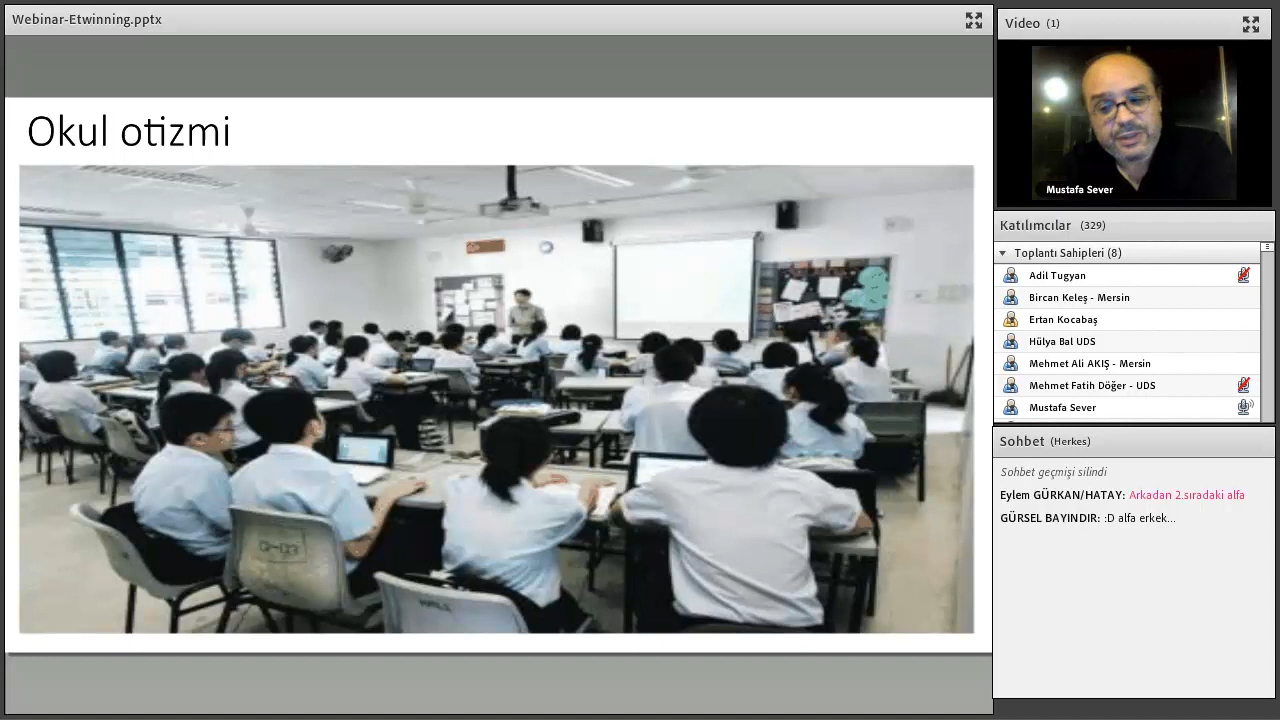 Webinar-Etwinning.pptx
Okul otizmi
Video (1)
Mustafa Sever
Katılımcılar (329)
Toplantı Sahipleri (8)
Adil Tugyan
Bircan Keleş - Mersin
Ertan Kocabaş
Hülya Bal UDS
Mehmet Ali AKIŞ - Mersin
Mehmet Fatih Döğer - UDS
Mustafa Sever
Sohbet (Herkes)
Sohbet geçmişi silindi
Eylem GÜRKAN/HATAY: Arkadan 2.sıradaki alfa
GÜRSEL BAYINDIR: :D alfa erkek...